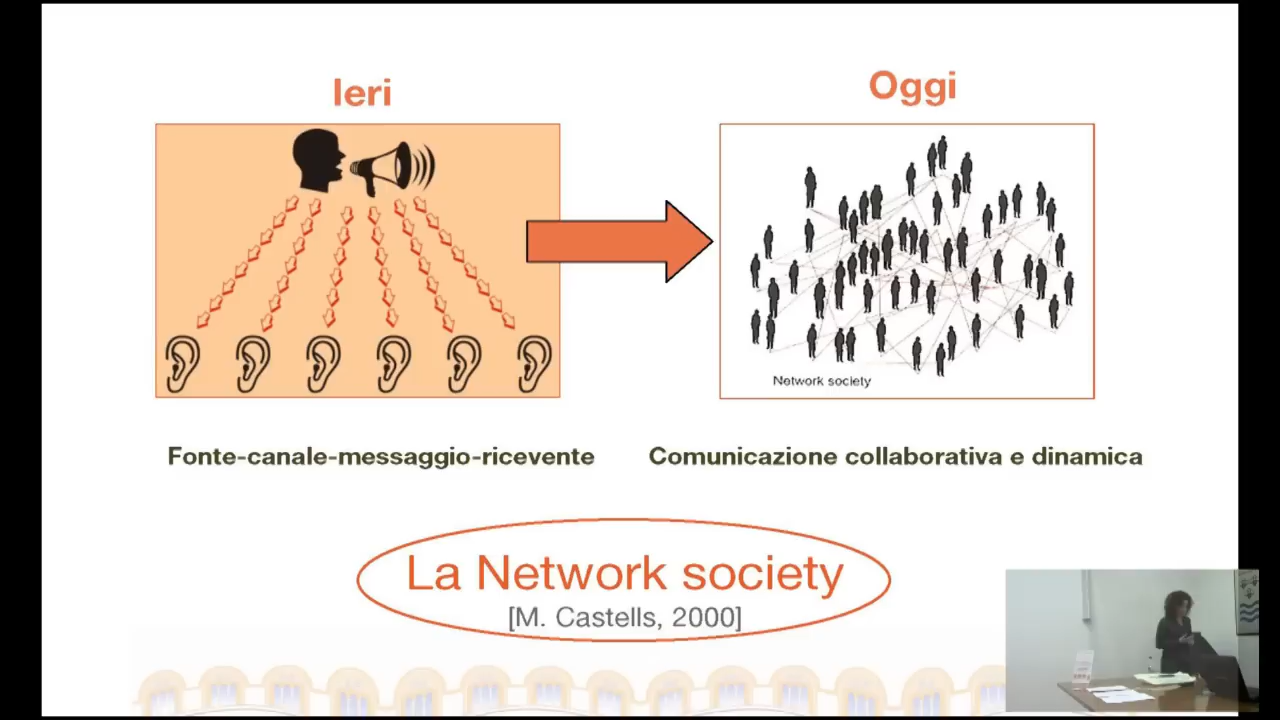 Ieri
Oggi
Network society
Fonte-canale-messaggio-ricevente
Comunicazione collaborativa e dinamica
La Network society
[M. Castells, 2000]